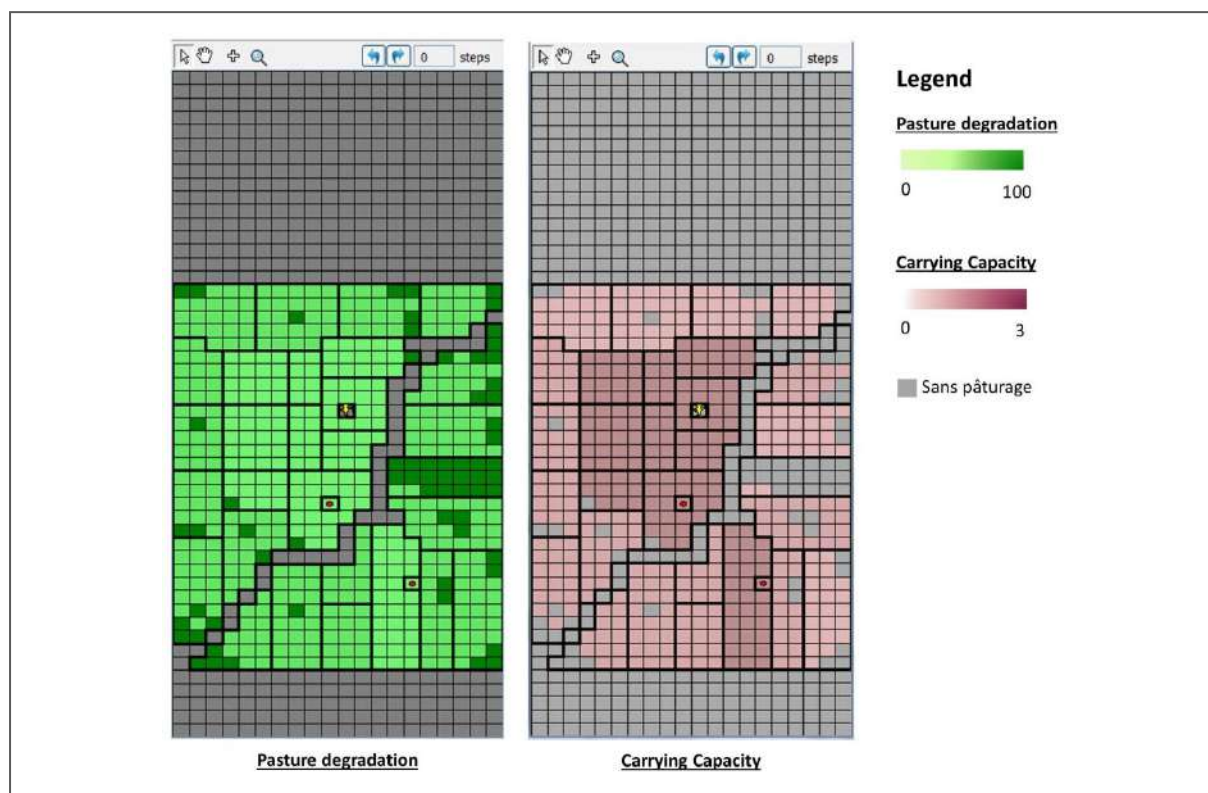 0 steps
0 steps
Legend
Pasture degradation
0 100
Carrying Capacity
0 3
Sans pâturage
Pasture degradation
Carrying Capacity